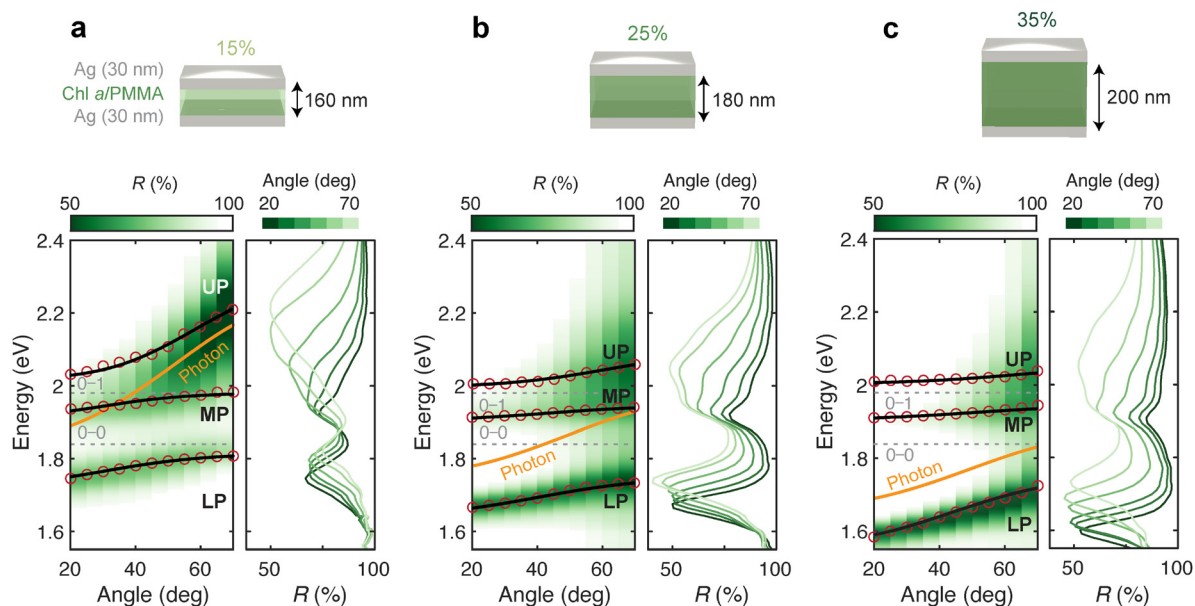 a
15%
Ag (30 nm)
Chl a/PMMA
Ag (30 nm)
160 nm
R (%)
50 100
Angle (deg)
20 70
2.4
2.2
2
1.8
1.6
Energy (eV)
UP
Photon
0–1
MP
0–0
LP
20 40 60
Angle (deg)
50 100
R (%)
b
25%
180 nm
R (%)
50 100
Angle (deg)
20 70
2.4
2.2
2
1.8
1.6
Energy (eV)
UP
0–1
MP
0–0
Photon
LP
20 40 60
Angle (deg)
50 100
R (%)
c
35%
200 nm
R (%)
50 100
Angle (deg)
20 70
2.4
2.2
2
1.8
1.6
Energy (eV)
UP
0–1
MP
0–0
Photon
LP
20 40 60
Angle (deg)
50 100
R (%)